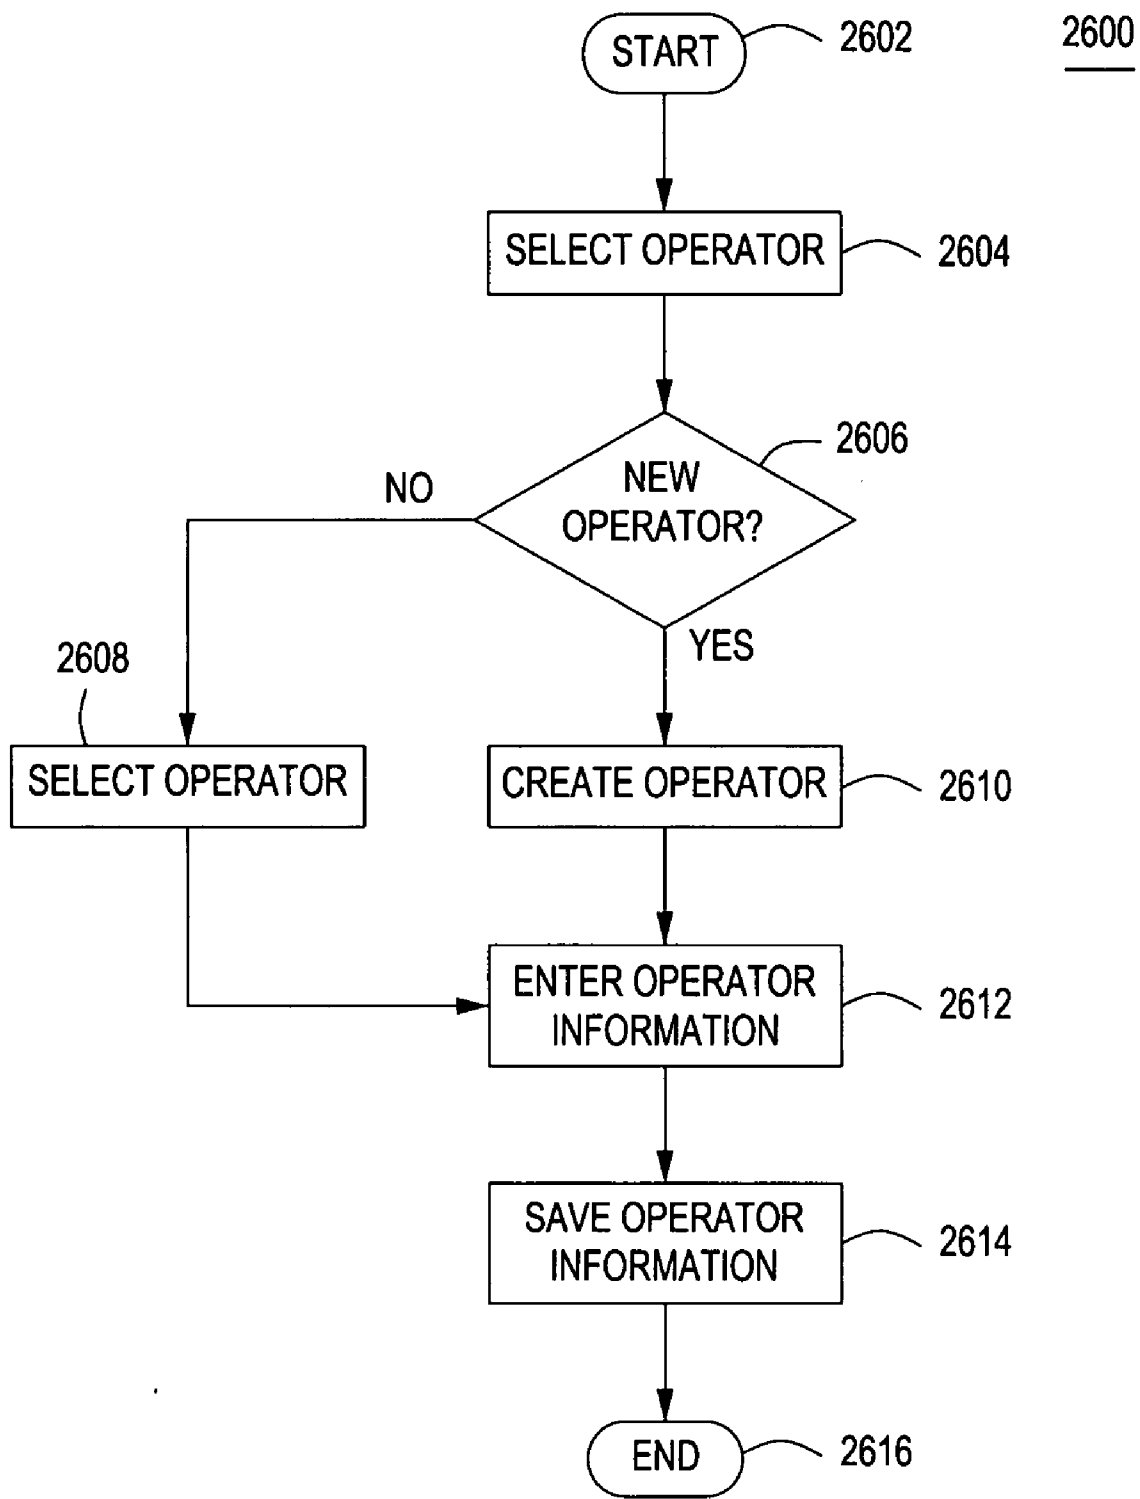 START
2602
2600
SELECT OPERATOR
2604
2606
NEW
OPERATOR?
NO
YES
2608
SELECT OPERATOR
CREATE OPERATOR
2610
ENTER OPERATOR
INFORMATION
2612
SAVE OPERATOR
INFORMATION
2614
END
2616